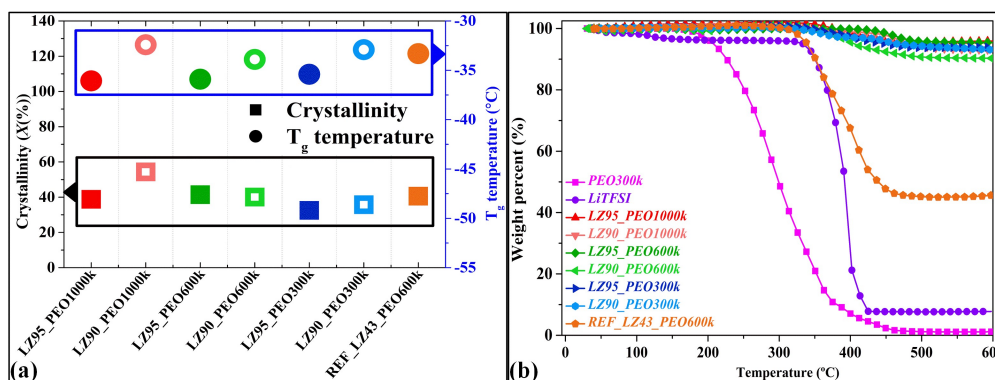 Crystallinity (X(%))
140
120
100
80
60
40
20
0
Crystallinity
Tg temperature
-30
-35
-40
-45
-50
-55
Tg temperature (°C)
LZ95_PEO1000k
LZ90_PEO1000k
LZ95_PEO600k
LZ90_PEO600k
LZ95_PEO300k
LZ90_PEO300k
REF_LZ43_PEO600k
(a)
Weight percent (%)
100
80
60
40
20
0
PEO300k
LiTFSI
LZ95_PEO1000k
LZ90_PEO1000k
LZ95_PEO600k
LZ90_PEO600k
LZ95_PEO300k
LZ90_PEO300k
REF_LZ43_PEO600k
0 100 200 300 400 500 600
Temperature (°C)
(b)